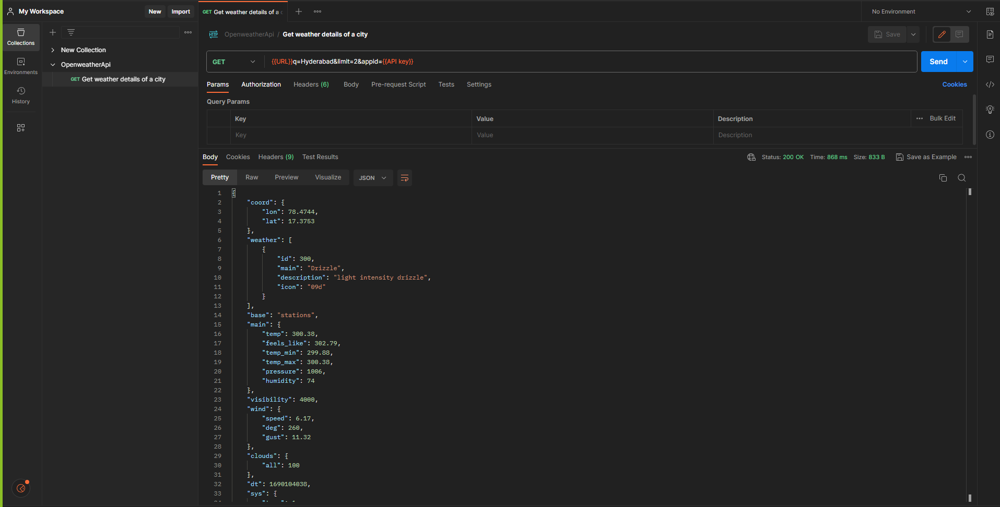 My Workspace
New
Import
GET Get weather details of a
No Environment
Collections
Environments
History
New Collection
OpenweatherApi
GET Get weather details of a city
OpenweatherApi / Get weather details of a city
Save
GET
{{URL}}q=Hyderabad&limit=2&appid={{API key}}
Send
Params Authorization Headers (6) Body Pre-request Script Tests Settings
Cookies
Query Params
Key Value Description Bulk Edit
Key Value Description
Body Cookies Headers (9) Test Results
Status: 200 OK Time: 868 ms Size: 833 B Save as Example
Pretty Raw Preview Visualize JSON
1 {
2 "coord": {
3 "lon": 78.4744,
4 "lat": 17.3753
5 },
6 "weather": [
7 {
8 "id": 300,
9 "main": "Drizzle",
10 "description": "light intensity drizzle",
11 "icon": "09d"
12 }
13 ],
14 "base": "stations",
15 "main": {
16 "temp": 300.38,
17 "feels_like": 302.79,
18 "temp_min": 299.88,
19 "temp_max": 300.38,
20 "pressure": 1006,
21 "humidity": 74
22 },
23 "visibility": 4000,
24 "wind": {
25 "speed": 6.17,
26 "deg": 260,
27 "gust": 11.32
28 },
29 "clouds": {
30 "all": 100
31 },
32 "dt": 1690104038,
33 "sys": {